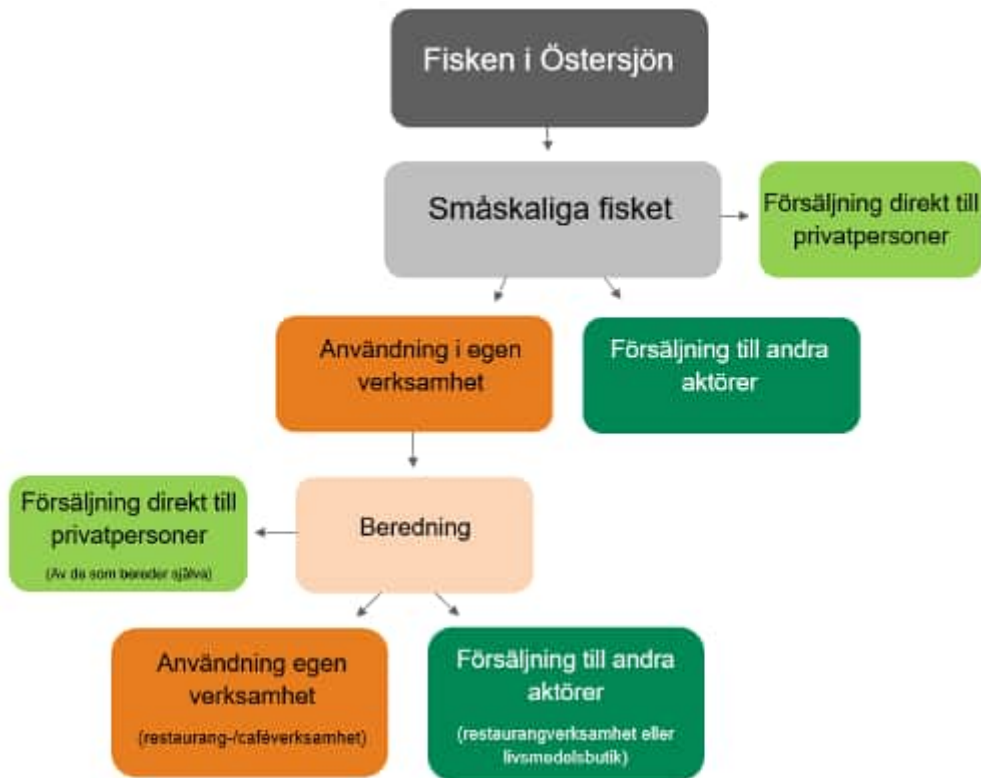 Fisken i Östersjön
Småskaliga fisket
Försäljning direkt till
privatpersoner
Användning i egen
verksamhet
Försäljning till andra
aktörer
Försäljning direkt till
privatpersoner
(Av de som bereder själva)
Beredning
Användning egen
verksamhet
(restaurang-/caféverksamhet)
Försäljning till andra
aktörer
(restaurangverksamhet eller
livsmedelsbutik)